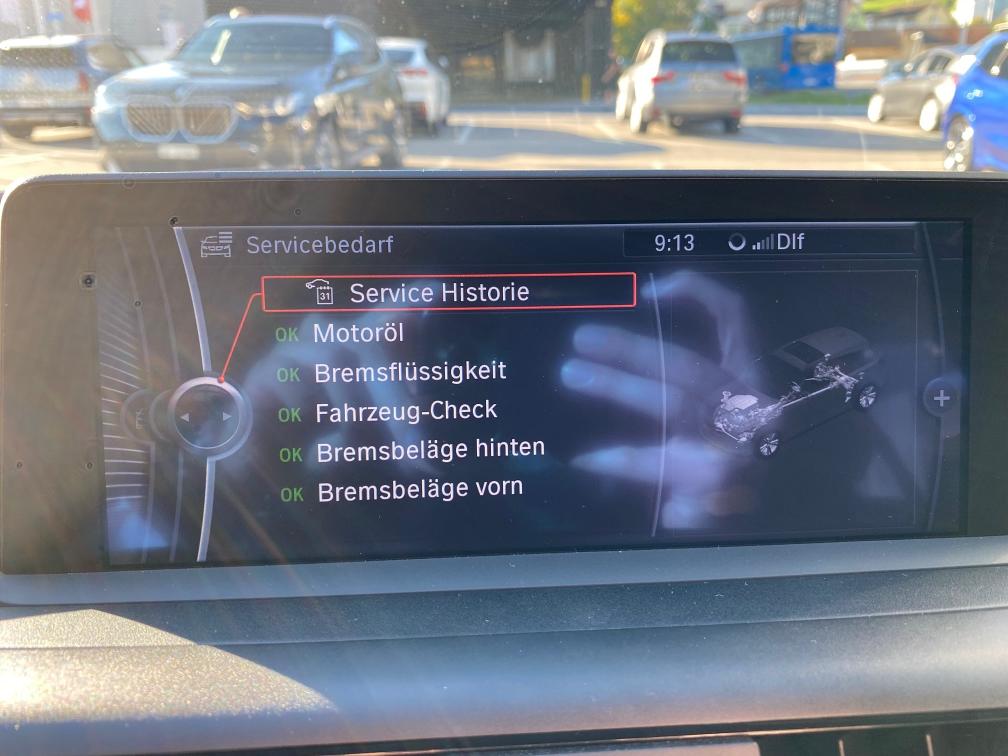 Servicebedarf
9:13 Dlf
31 Service Historie
OK Motoröl
OK Bremsflüssigkeit
OK Fahrzeug-Check
OK Bremsbeläge hinten
OK Bremsbeläge vorn